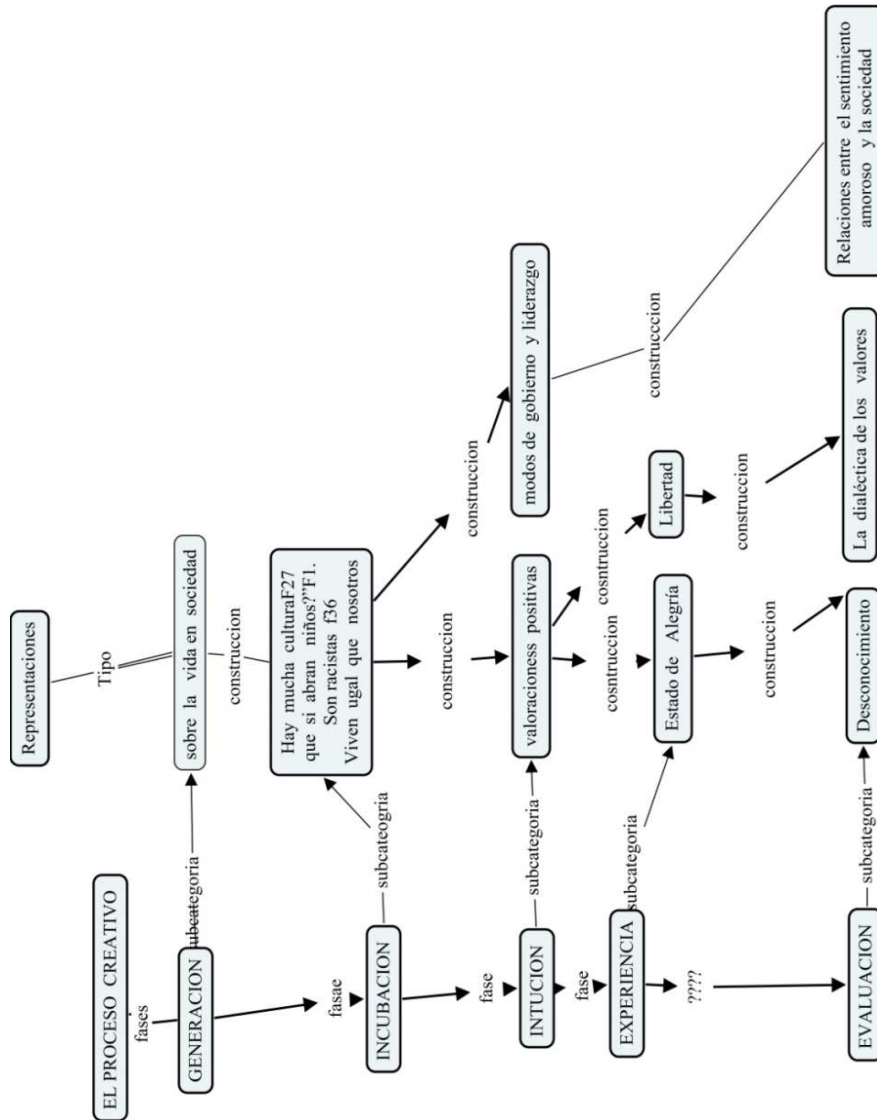 Representaciones
Tipo
sobre la vida en sociedad
construccion
Hay mucha culturaF27
que si abran niños?”F1.
Son racistas f36
Viven ugal que nosotros
construccion
construccion
valoracioness positivas
modos de gobierno y liderazgo
cosntruccion
cosntruccion
construcccion
Estado de Alegría
Libertad
construccion
construccion
Desconocimiento
La dialéctica de los valores
Relaciones entre el sentimiento
amoroso y la sociedad
EL PROCESO CREATIVO
fases
GENERACION
subcategoria
fasae
INCUBACION
subcateogria
fase
INTUCION
subcategoria
fase
EXPERIENCIA
subcategoria
????
EVALUACION
subcategoria